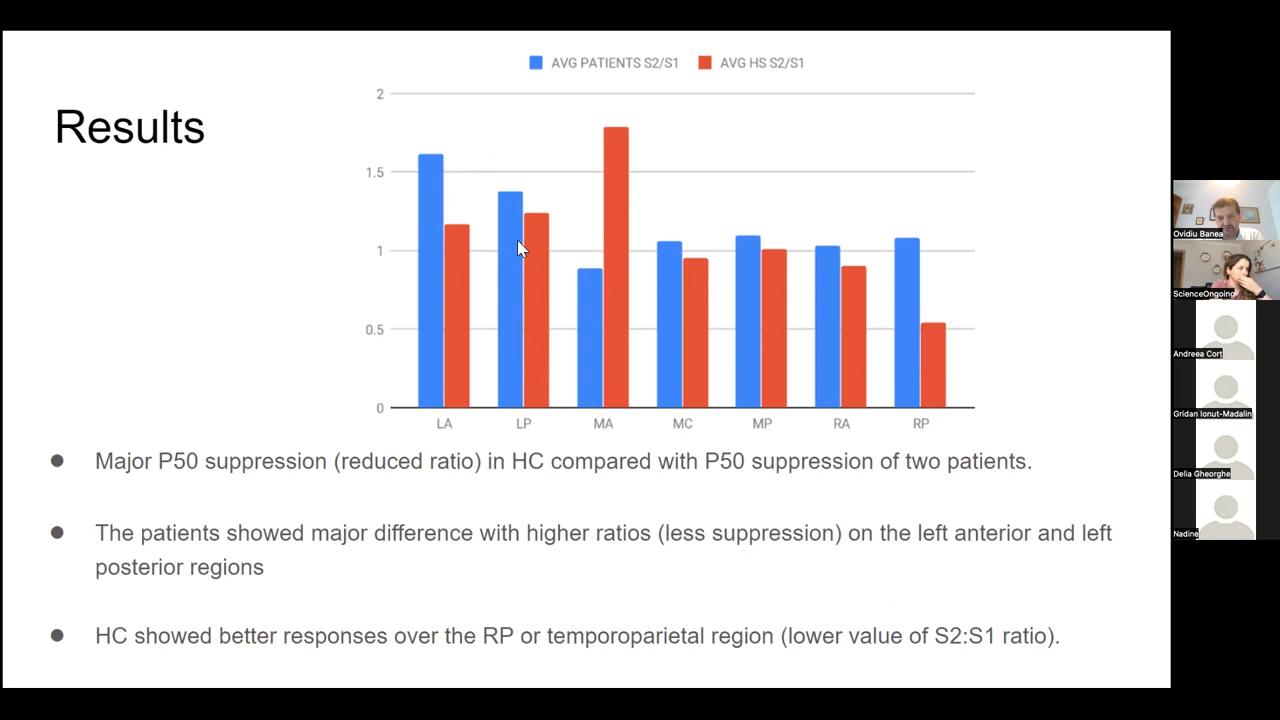 AVG PATIENTS S2/S1 AVG HS S2/S1
Results
2
1.5
1
0.5
0
LA LP MA MC MP RA RP
● Major P50 suppression (reduced ratio) in HC compared with P50 suppression of two patients.
● The patients showed major difference with higher ratios (less suppression) on the left anterior and left
posterior regions
● HC showed better responses over the RP or temporoparietal region (lower value of S2:S1 ratio).
Ovidiu Banea
ScienceOngoing
Andreea Cort
Gridan Ionut-Madalin
Delia Gheorghe
Nadine